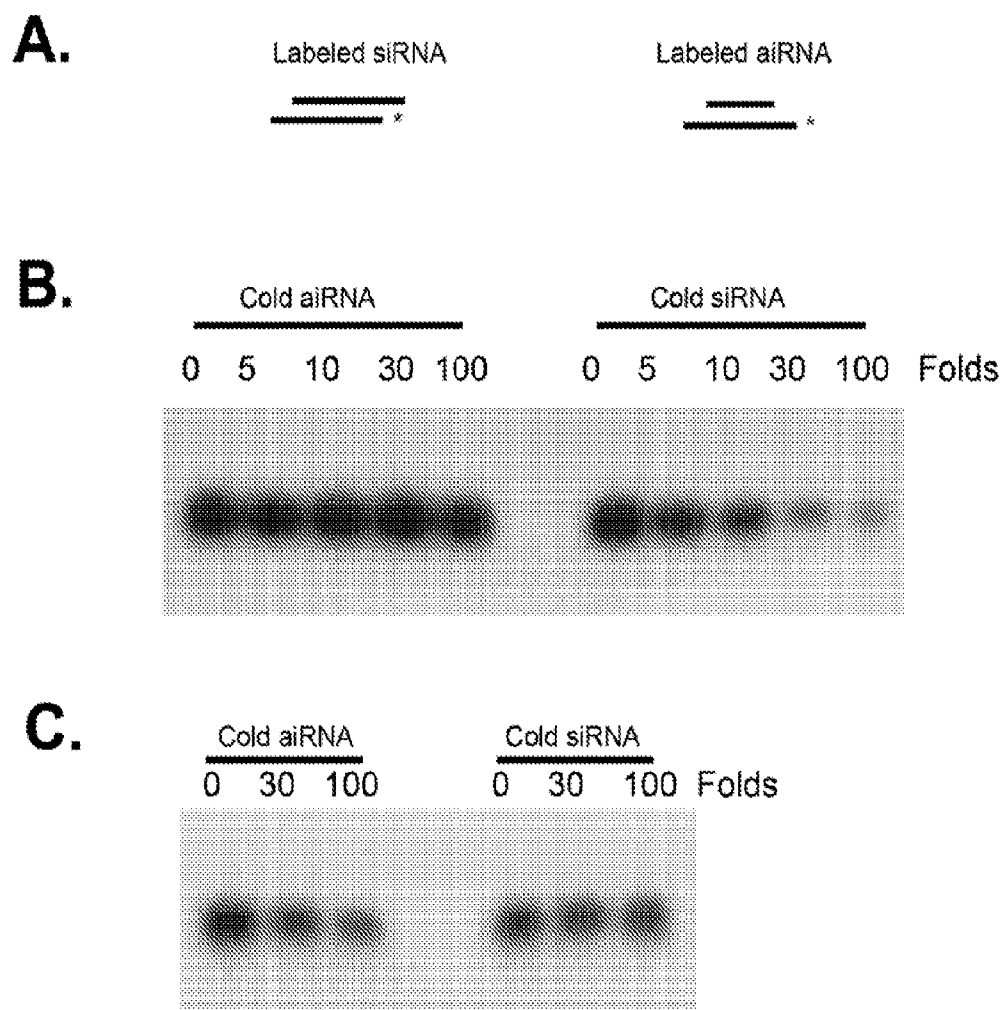 A.
Labeled siRNA Labeled aiRNA
* *
B.
Cold aiRNA Cold siRNA
0 5 10 30 100 0 5 10 30 100 Folds
C.
Cold aiRNA Cold siRNA
0 30 100 0 30 100 Folds